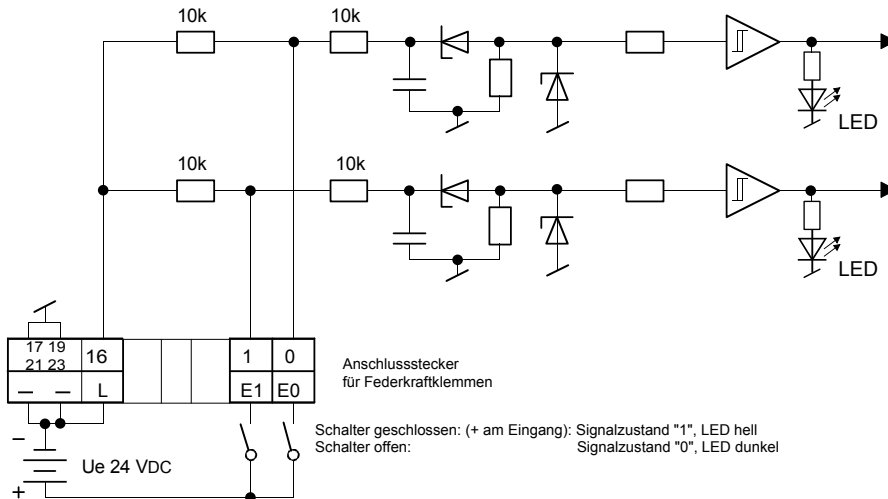 10k 10k
LED
10k 10k
LED
17 19 16 1 0
21 23
— — L E1 E0
Anschlussstecker
für Federkraftklemmen
Schalter geschlossen: (+ am Eingang): Signalzustand "1", LED hell
Schalter offen: Signalzustand "0", LED dunkel
–
Ue 24 VDC
+